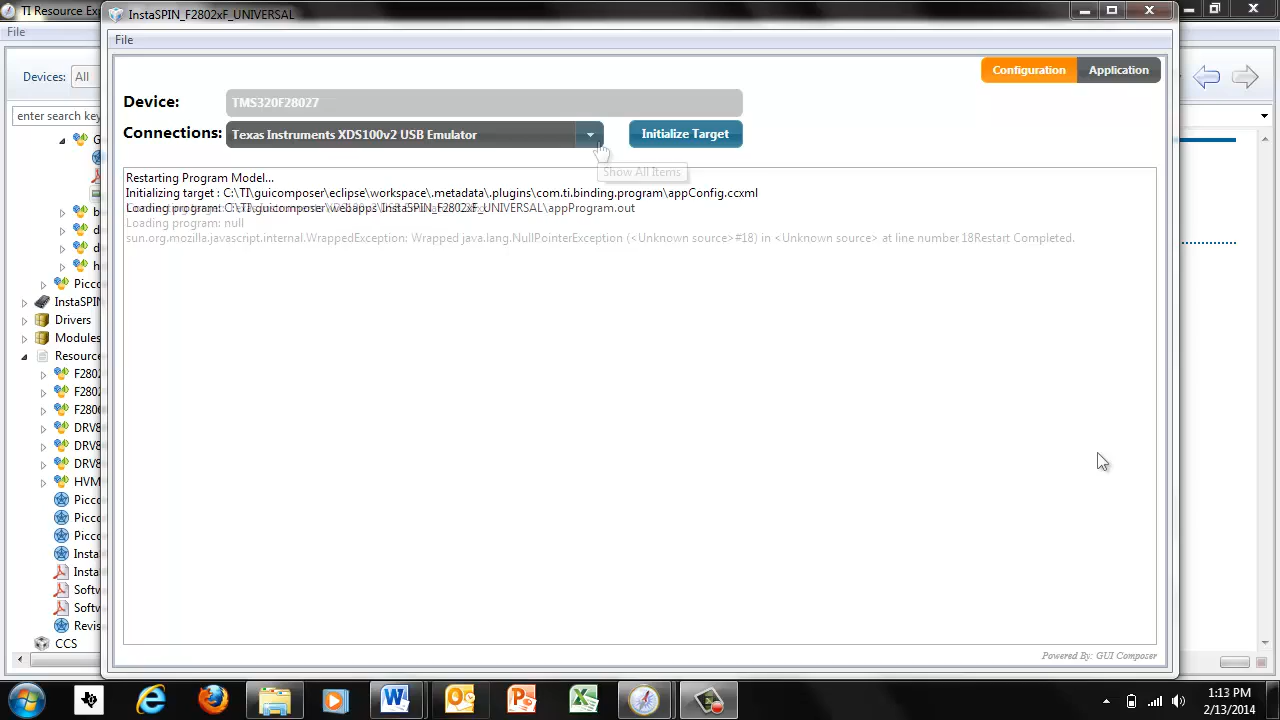 TI Resource Ex
InstaSPIN_F2802xF_UNIVERSAL
File
File
Devices:
All
Configuration
Application
enter search key
Device:
TMS320F28027
Connections:
Texas Instruments XDS100v2 USB Emulator
Initialize Target
Show All Items
Restarting Program Model...
Initializing target : C:\TI\guicomposer\eclipse\workspace\.metadata\.plugins\com.ti.binding.program\appConfig.ccxml
Loading program: C:\TI\guicomposer\webapps\InstaSPIN_F2802xF_UNIVERSAL\appProgram.out
Loading program: null
sun.org.mozilla.javascript.internal.WrappedException: Wrapped java.lang.NullPointerException (<Unknown source>#18) in <Unknown source> at line number 18Restart Completed.
G
b
d
d
h
Picco
InstaSPIN
Drivers
Modules
Resource
F2802
F2802
F2806
DRV8
DRV8
DRV8
HVM
Picco
Picco
Picco
Insta
Insta
Softw
Softw
Revis
CCS
Powered By: GUI Composer
1:13 PM
2/13/2014